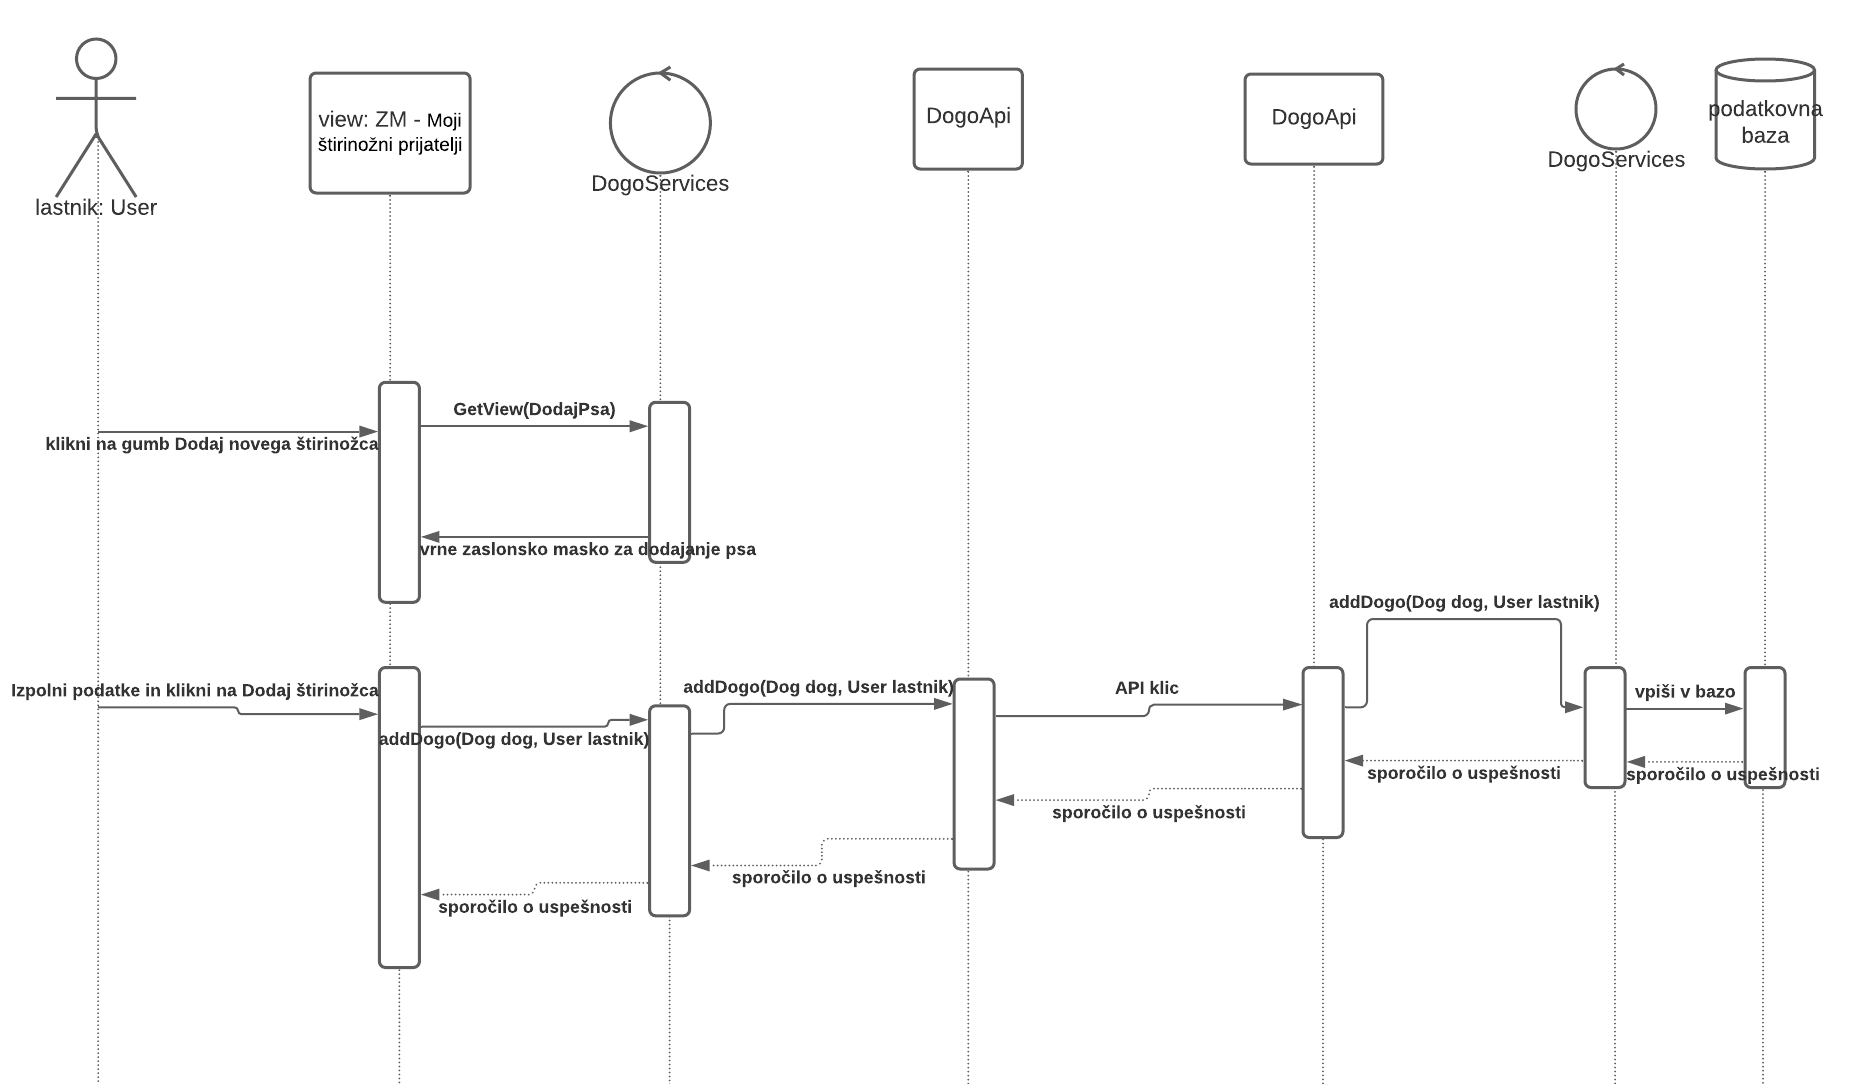 view: ZM - Moji
štirinožni prijatelji
DogoApi
DogoApi
podatkovna
baza
DogoServices
DogoServices
lastnik: User
GetView(DodajPsa)
klikni na gumb Dodaj novega štirinožca
vrne zaslonsko masko za dodajanje psa
addDogo(Dog dog, User lastnik)
Izpolni podatke in klikni na Dodaj štirinožca
addDogo(Dog dog, User lastnik)
API klic
vpiši v bazo
addDogo(Dog dog, User lastnik)
sporočilo o uspešnosti
sporočilo o uspešnosti
sporočilo o uspešnosti
sporočilo o uspešnosti
sporočilo o uspešnosti